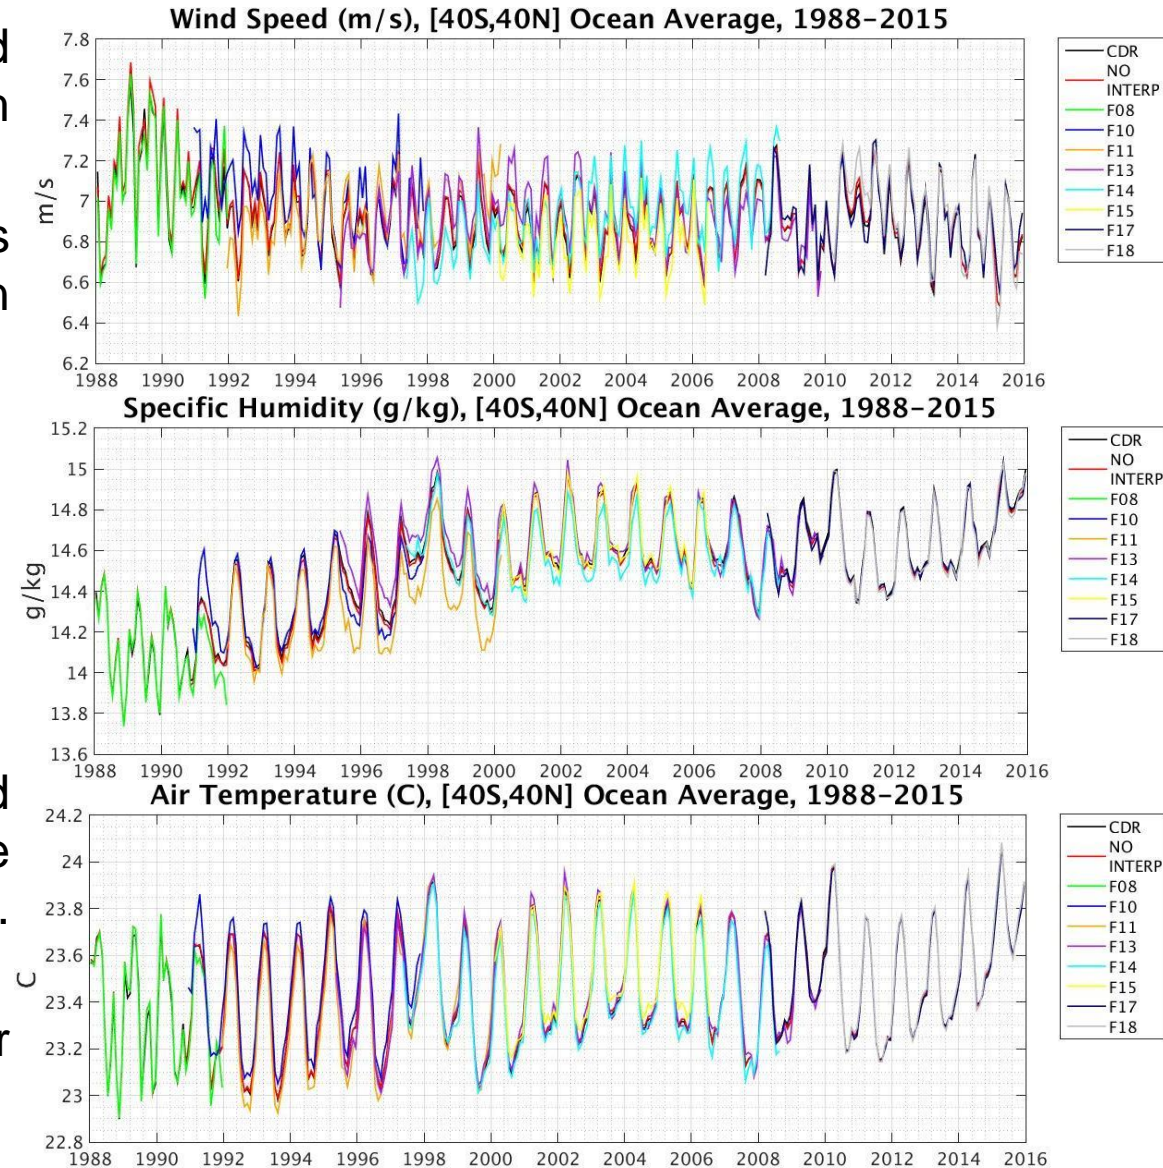 Wind Speed (m/s), [40S,40N] Ocean Average, 1988-2015
7.8
7.6
7.4
7.2
7
6.8
6.6
6.4
6.2
m/s
1988 1990 1992 1994 1996 1998 2000 2002 2004 2006 2008 2010 2012 2014 2016
CDR
NO
INTERP
F08
F10
F11
F13
F14
F15
F17
F18
Specific Humidity (g/kg), [40S,40N] Ocean Average, 1988-2015
15.2
15
14.8
14.6
14.4
14.2
14
13.8
13.6
g/kg
1988 1990 1992 1994 1996 1998 2000 2002 2004 2006 2008 2010 2012 2014 2016
CDR
NO
INTERP
F08
F10
F11
F13
F14
F15
F17
F18
Air Temperature (C), [40S,40N] Ocean Average, 1988-2015
24.2
24
23.8
23.6
23.4
23.2
23
22.8
C
1988 1990 1992 1994 1996 1998 2000 2002 2004 2006 2008 2010 2012 2014 2016
CDR
NO
INTERP
F08
F10
F11
F13
F14
F15
F17
F18